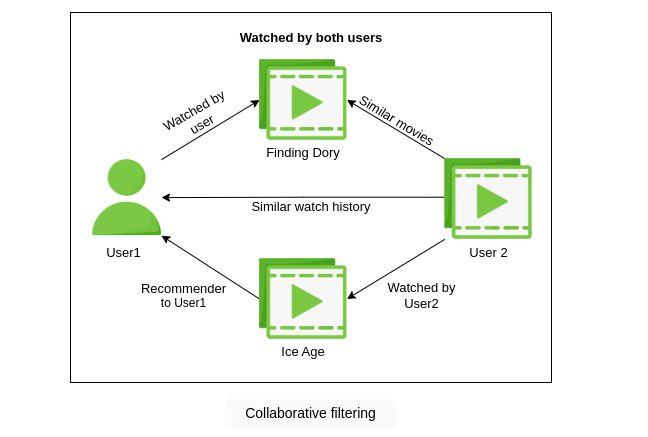 Watched by both users
Watched by
user
Similar movies
Finding Dory
Similar watch history
User1
User 2
Recommender
to User1
Watched by
User2
Ice Age
Collaborative filtering